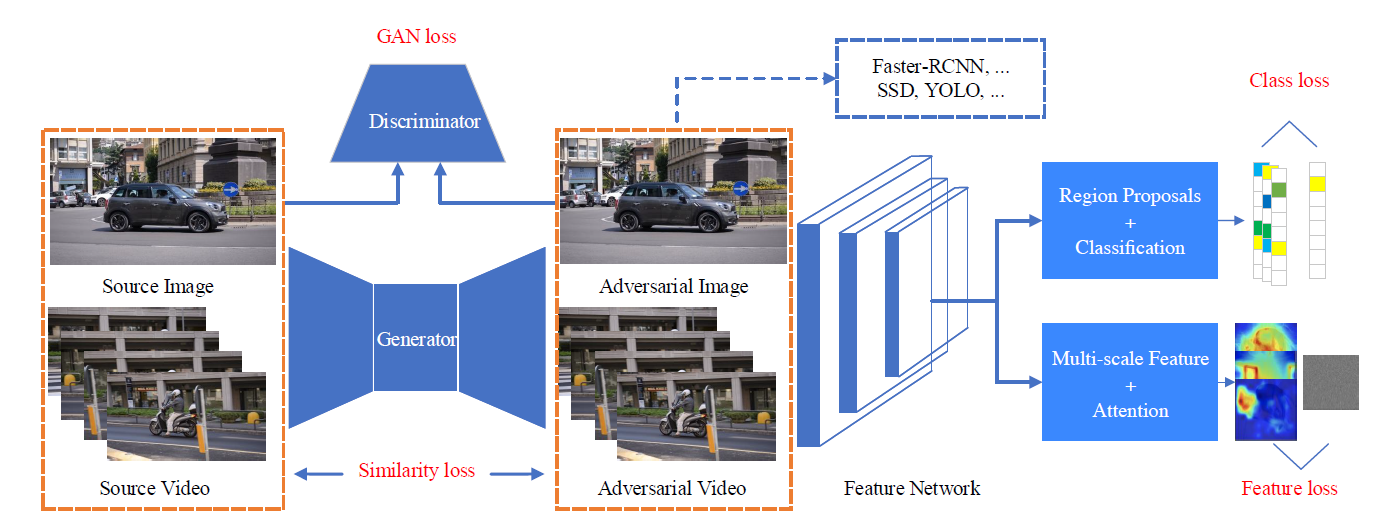 GAN loss
Discriminator
Faster-RCNN, ...
SSD, YOLO, ...
Class loss
Source Image
Adversarial Image
Generator
Region Proposals
+
Classification
Multi-scale Feature
+
Attention
Similarity loss
Source Video
Adversarial Video
Feature Network
Feature loss